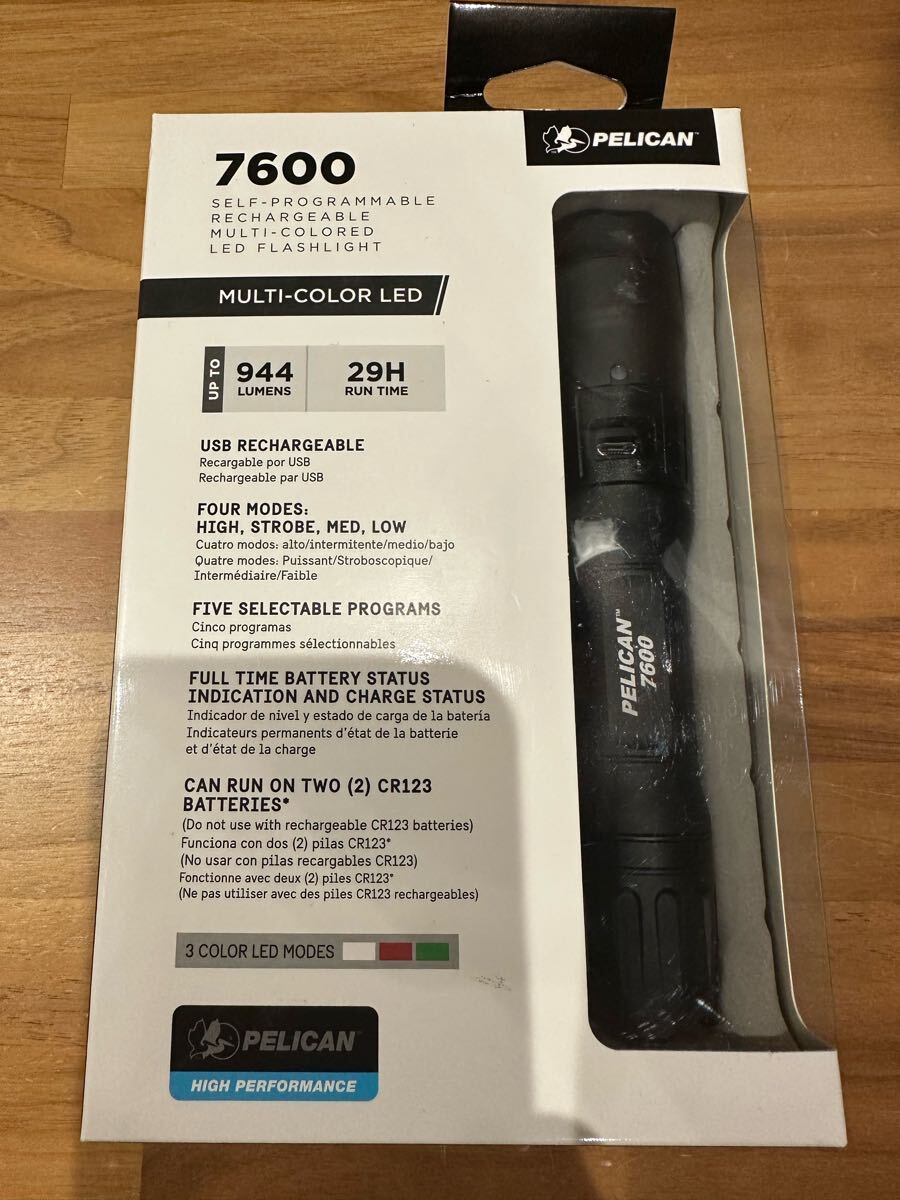 PELICAN™
7600
SELF-PROGRAMMABLE
RECHARGEABLE
MULTI-COLORED
LED FLASHLIGHT
MULTI-COLOR LED
UP TO
944
LUMENS
29H
RUN TIME
USB RECHARGEABLE
Recargable por USB
Rechargeable par USB
FOUR MODES:
HIGH, STROBE, MED, LOW
Cuatro modos: alto/intermitente/medio/bajo
Quatre modes: Puissant/Stroboscopique/
Intermédiaire/Faible
FIVE SELECTABLE PROGRAMS
Cinco programas
Cinq programmes sélectionnables
FULL TIME BATTERY STATUS
INDICATION AND CHARGE STATUS
Indicador de nivel y estado de carga de la batería
Indicateurs permanents d'état de la batterie
et d'état de la charge
CAN RUN ON TWO (2) CR123
BATTERIES*
(Do not use with rechargeable CR123 batteries)
Funciona con dos (2) pilas CR123*
(No usar con pilas recargables CR123)
Fonctionne avec deux (2) piles CR123*
(Ne pas utiliser avec des piles CR123 rechargeables)
3 COLOR LED MODES
PELICAN™
HIGH PERFORMANCE
PELICAN™
7600